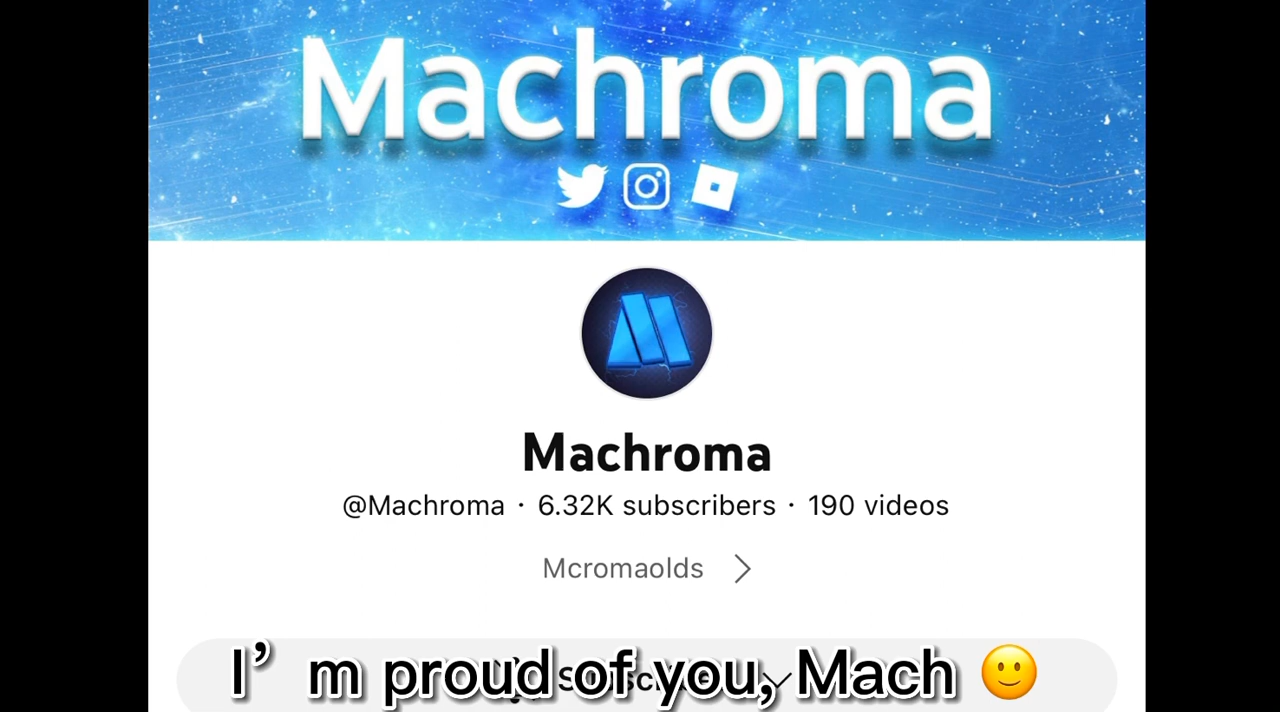 Machroma
Machroma
@Machroma · 6.32K subscribers · 190 videos
Mcromaolds
I’m proud of you, Mach 🙂